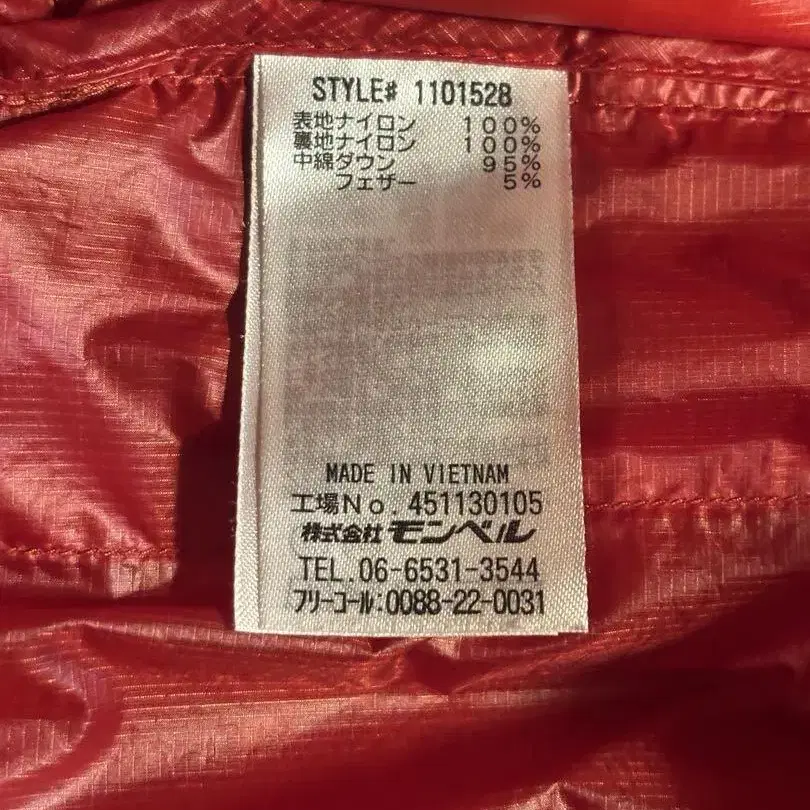 STYLE# 1101528
表地ナイロン 100%
裏地ナイロン 100%
中綿ダウン 95%
フェザー 5%
MADE IN VIETNAM
工場No.451130105
株式会社モンベル
TEL.06-6531-3544
フリーコール:0088-22-0031